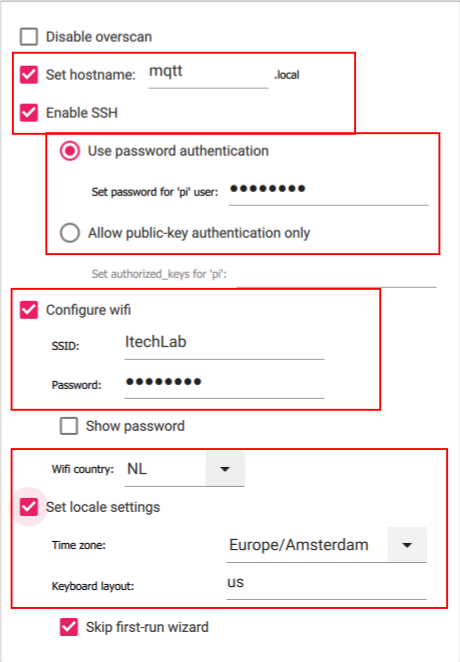 Disable overscan
Set hostname: mqtt .local
Enable SSH
Use password authentication
Set password for 'pi' user: ●●●●●●●●
Allow public-key authentication only
Set authorized_keys for 'pi':
Configure wifi
SSID: ItechLab
Password: ●●●●●●●●
Show password
Wifi country: NL
Set locale settings
Time zone: Europe/Amsterdam
Keyboard layout: us
Skip first-run wizard